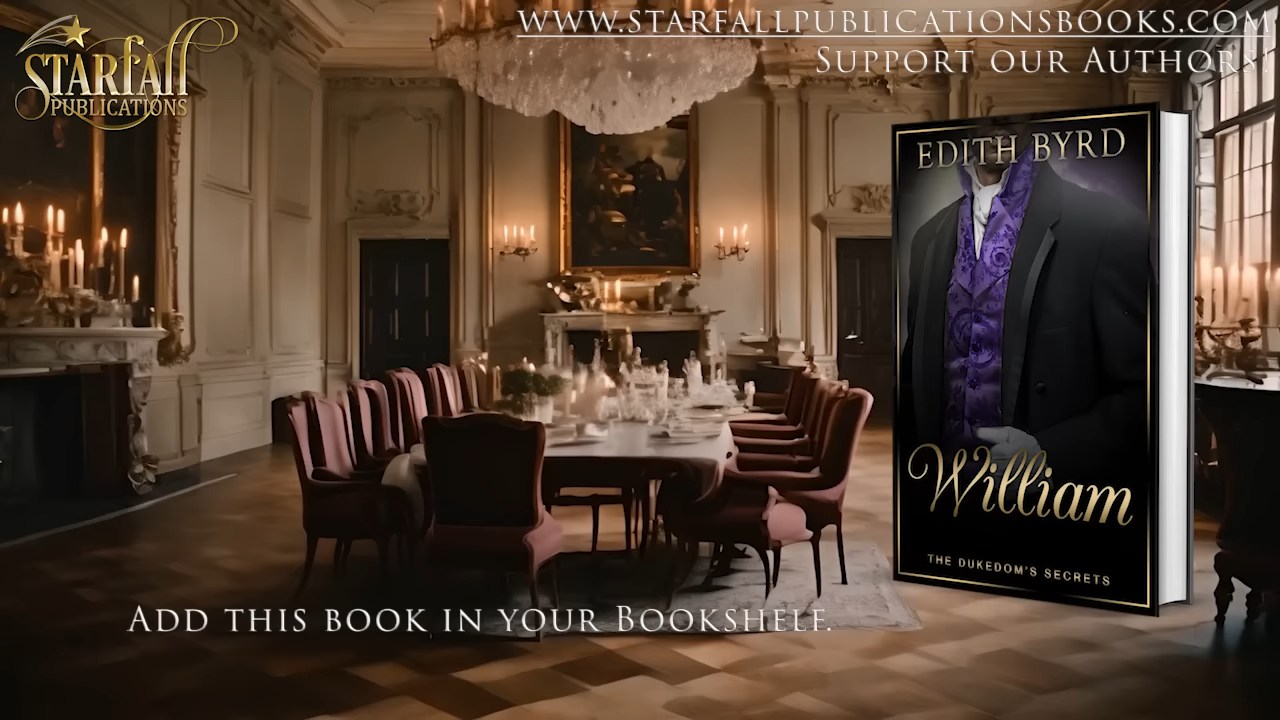 STARfall
PUBLICATIONS
WWW.STARFALLPUBLICATIONSBOOKS.COM
SUPPORT OUR AUTHORS!
EDITH BYRD
William
THE DUKEDOM'S SECRETS
ADD THIS BOOK IN YOUR BOOKSHELF.